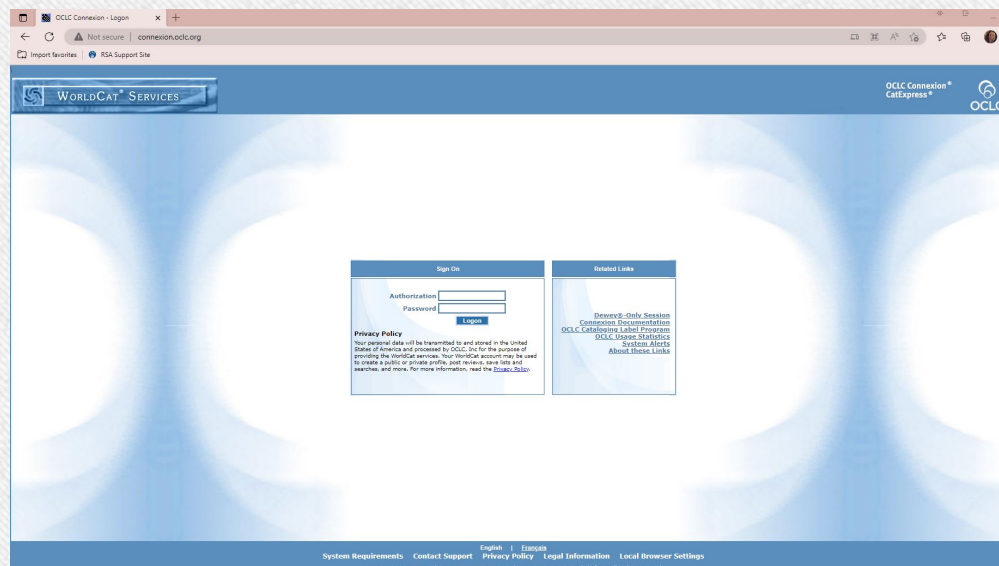 OCLC Connexion - Logon
Not secure | connexion.oclc.org
Import favorites | RSA Support Site
WORLDCAT® SERVICES
OCLC Connexion®
CatExpress®
OCLC
Sign On
Authorization
Password
Logon
Privacy Policy
Your personal data will be transmitted to and stored in the United
States of America and processed by OCLC, Inc for the purpose of
providing the WorldCat services. Your WorldCat account may be used
to create a public or private profile, post reviews, save lists and
searches, and more. For more information, read the Privacy Policy.
Related Links
Dewey®-Only Session
Connexion Documentation
OCLC Cataloging Label Program
OCLC Usage Statistics
System Alerts
About these Links
English | Français
System Requirements Contact Support Privacy Policy Legal Information Local Browser Settings